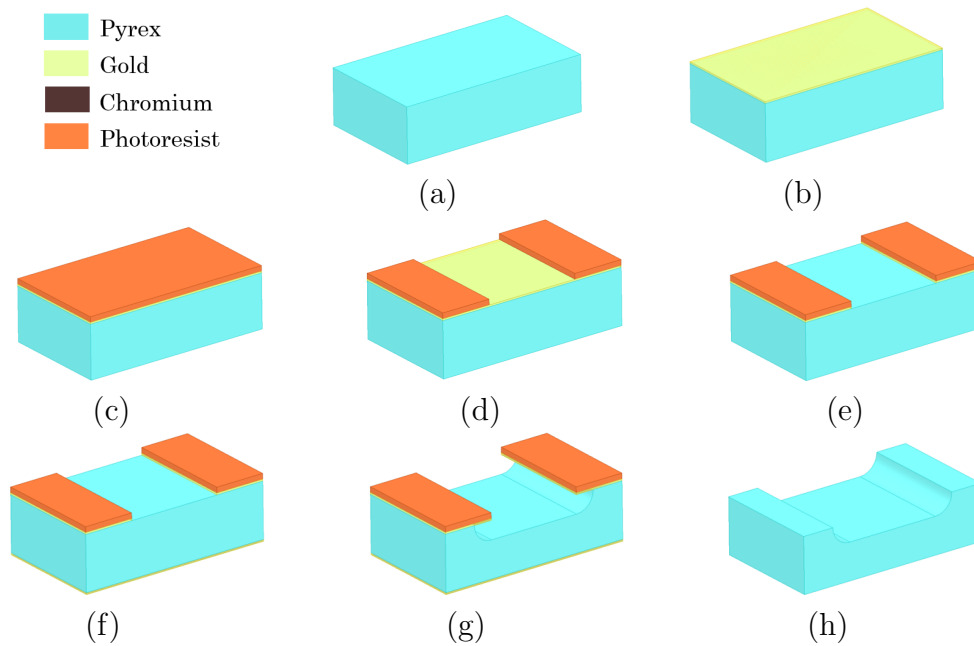 Pyrex
Gold
Chromium
Photoresist
(a)
(b)
(c)
(d)
(e)
(f)
(g)
(h)